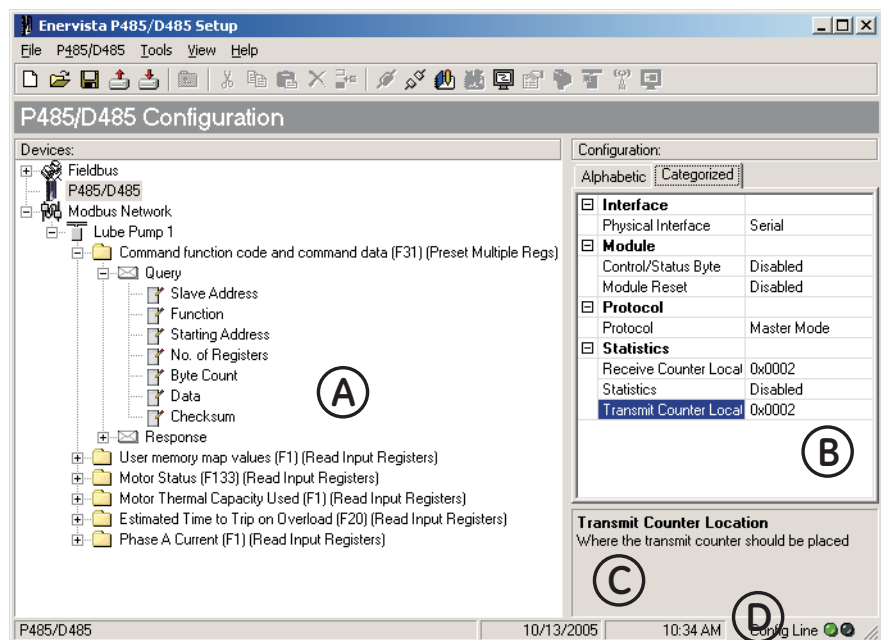 Enervista P485/D485 Setup
File P485/D485 Tools View Help
P485/D485 Configuration
Devices:
Fieldbus
P485/D485
Modbus Network
Lube Pump 1
Command function code and command data (F31) (Preset Multiple Regs)
Query
Slave Address
Function
Starting Address
No. of Registers
Byte Count
Data
Checksum
Response
User memory map values (F1) (Read Input Registers)
Motor Status (F133) (Read Input Registers)
Motor Thermal Capacity Used (F1) (Read Input Registers)
Estimated Time to Trip on Overload (F20) (Read Input Registers)
Phase A Current (F1) (Read Input Registers)
A
Configuration:
Alphabetic Categorized
Interface
Physical Interface Serial
Module
Control/Status Byte Disabled
Module Reset Disabled
Protocol
Protocol Master Mode
Statistics
Receive Counter Local 0x0002
Statistics Disabled
Transmit Counter Local 0x0002
B
Transmit Counter Location
Where the transmit counter should be placed
C
D
P485/D485 10/13/2005 10:34 AM Config Line